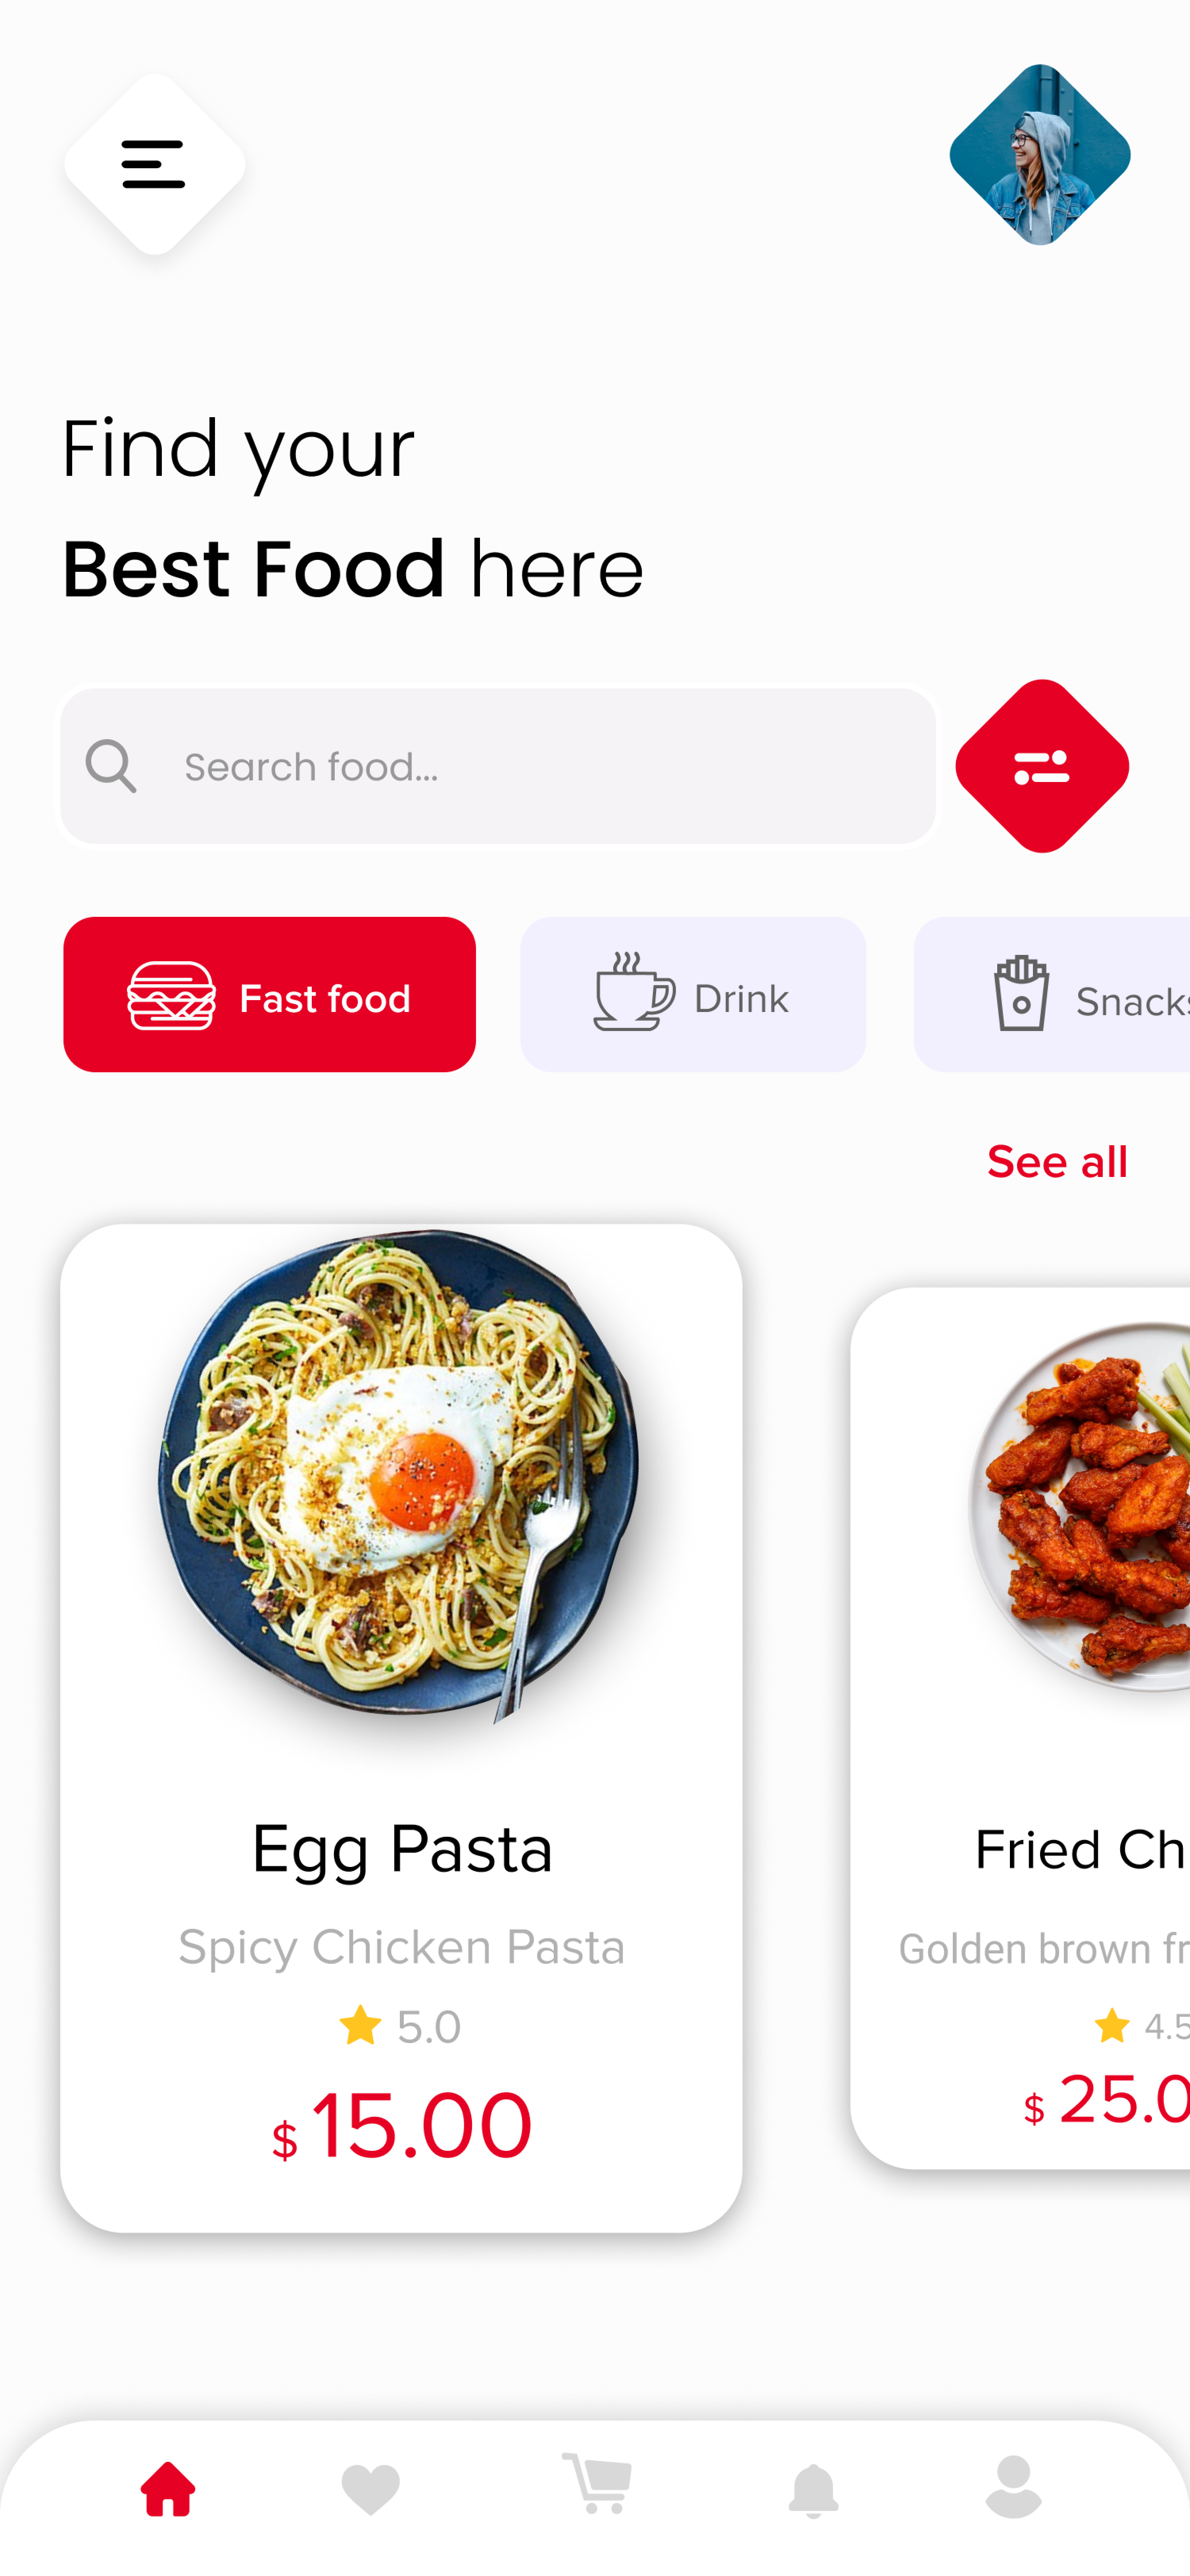 Find your
Best Food here
Search food...
Fast food
Drink
Snacks
See all
Egg Pasta
Spicy Chicken Pasta
5.0
$ 15.00
Fried Ch
Golden brown fr
4.5
$ 25.0